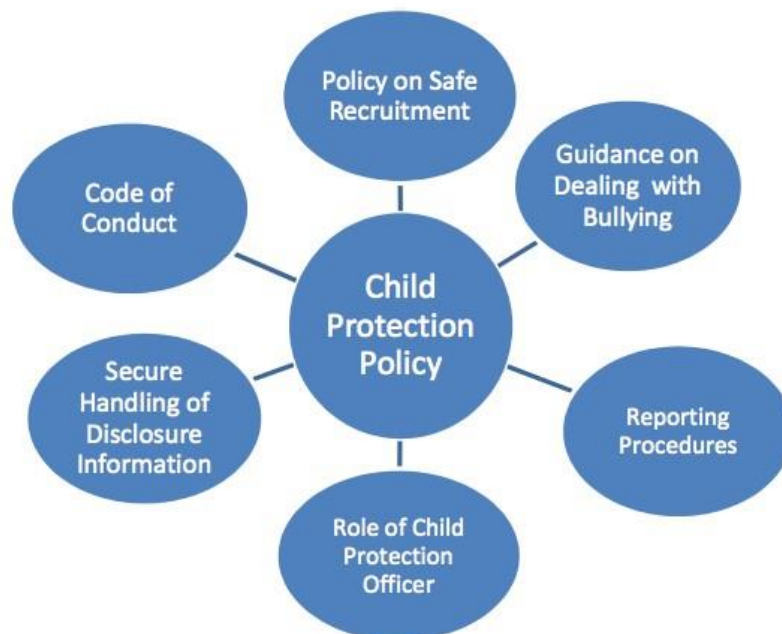 Policy on Safe
Recruitment
Guidance on
Dealing with
Bullying
Code of
Conduct
Child
Protection
Policy
Secure
Handling of
Disclosure
Information
Reporting
Procedures
Role of Child
Protection
Officer